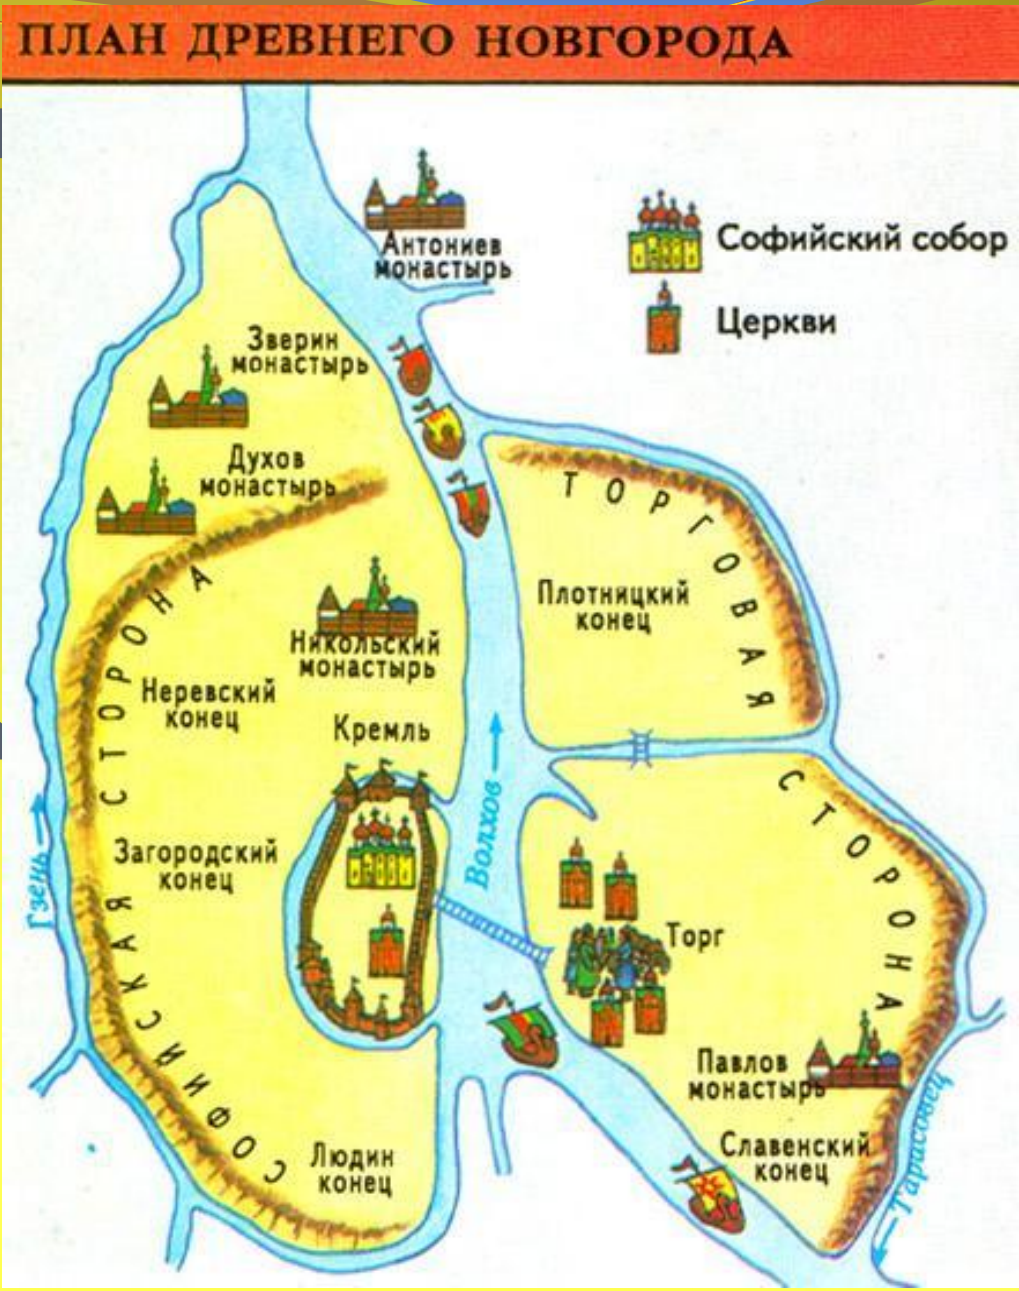 ПЛАН ДРЕВНЕГО НОВГОРОДА
Антониев
монастырь
Софийский собор
Церкви
Зверин
монастырь
Духов
монастырь
ТОРГОВАЯ
СТОРОНА
Плотницкий
конец
Никольский
монастырь
Неревский
конец
Кремль
СОФИЙСКАЯ СТОРОНА
Волхов
Загородский
конец
Гзень
Торг
Павлов
монастырь
Тарасовец
Славенский
конец
Людин
конец